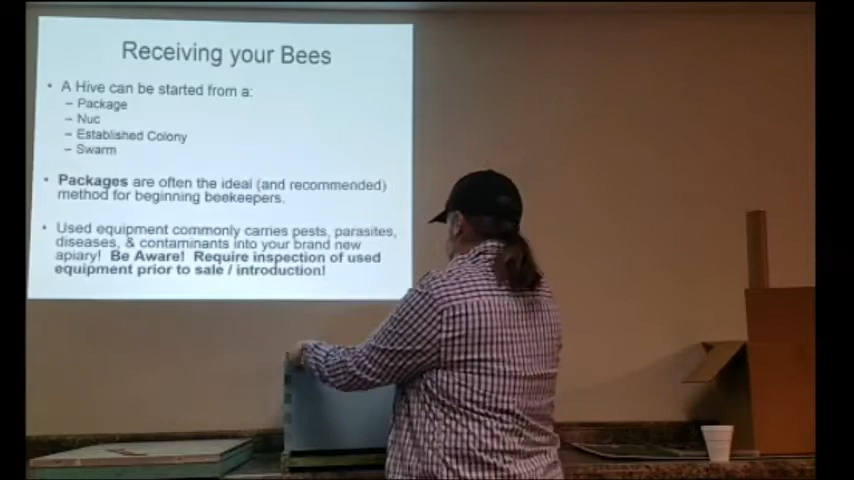 Receiving your Bees
• A Hive can be started from a:
– Package
– Nuc
– Established Colony
– Swarm
• Packages are often the ideal (and recommended)
method for beginning beekeepers.
• Used equipment commonly carries pests, parasites,
diseases, & contaminants into your brand new
apiary! Be Aware! Require inspection of used
equipment prior to sale / introduction!